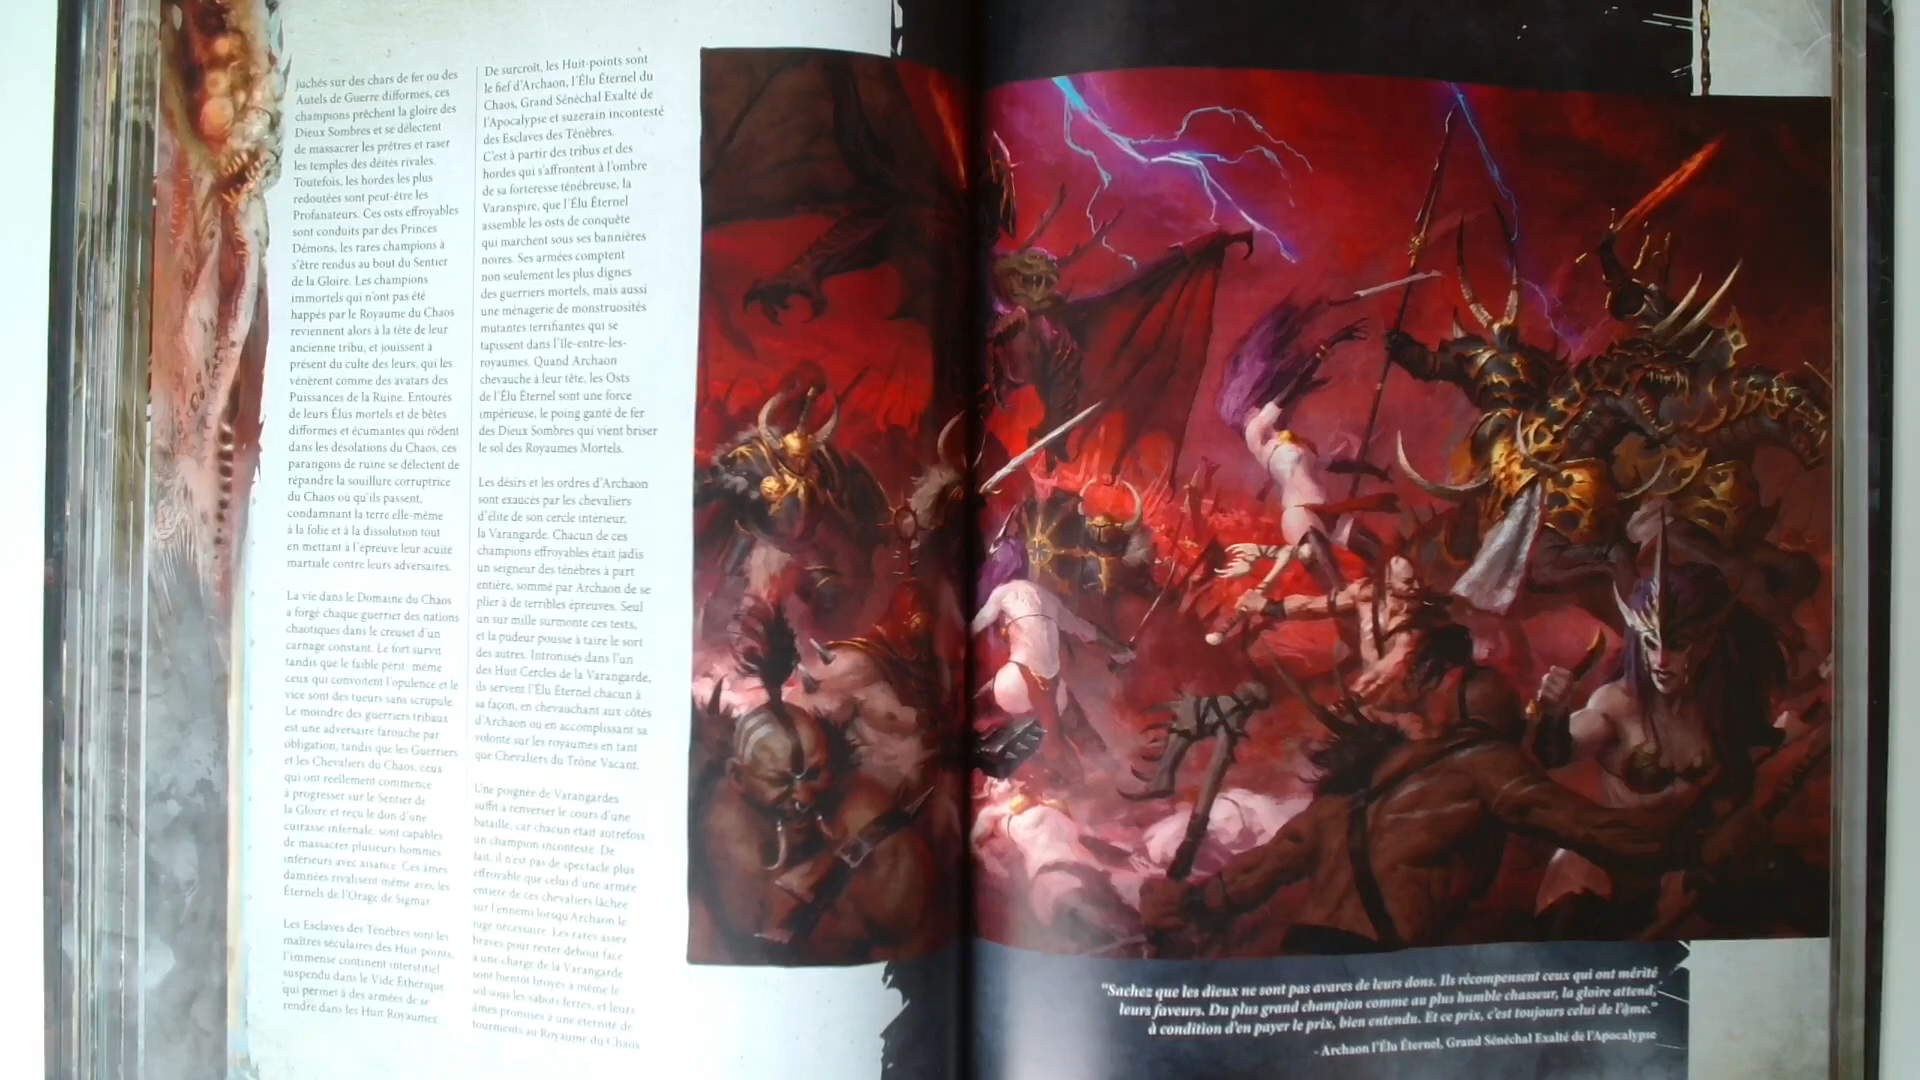 juchés sur des chars de fer ou des
Autels de Guerre difformes, ces
champions prêchent la gloire des
Dieux Sombres et se délectent
de massacrer les prêtres et raser
les temples des déités rivales.
Toutefois, les hordes les plus
redoutées sont peut-être les
Profanateurs. Ces osts effroyables
sont conduits par des Princes
Démons, les rares champions à
s'être rendus au bout du Sentier
de la Gloire. Les champions
immortels qui n'ont pas été
happés par le Royaume du Chaos
reviennent alors à la tête de leur
ancienne tribu, et jouissent à
présent du culte des leurs, qui les
vénèrent comme des avatars des
Puissances de la Ruine. Entourés
de leurs Élus mortels et de bêtes
difformes et écumantes qui rôdent
dans les désolations du Chaos, ces
parangons de ruine se délectent de
répandre la souillure corruptrice
du Chaos où qu'ils passent,
condamnant la terre elle-même
à la folie et à la dissolution tout
en mettant à l'épreuve leur acuité
martiale contre leurs adversaires.
La vie dans le Domaine du Chaos
a forgé chaque guerrier des nations
chaotiques dans le creuset d'un
carnage constant. Le fort survit
tandis que le faible périt: même
ceux qui convoitent l'opulence et le
vice sont des tueurs sans scrupule.
Le moindre des guerriers tribaux
est une adversaire farouche par
obligation, tandis que les Guerriers
et les Chevaliers du Chaos, ceux
qui ont réellement commencé
à progresser sur le Sentier de
la Gloire et reçu le don d'une
cuirasse infernale, sont capables
de massacrer plusieurs hommes
inférieurs avec aisance. Ces âmes
damnées rivalisent même avec les
Éternels de l'Orage de Sigmar.
Les Esclaves des Ténèbres sont les
maîtres séculaires des Huit-points,
l'immense continent interstitiel
suspendu dans le Vide Éthérique
qui permet à des armées de se
rendre dans les Huit Royaumes.
De surcroît, les Huit-points sont
le fief d'Archaon, l'Élu Éternel du
Chaos, Grand Sénéchal Exalté de
l'Apocalypse et suzerain incontesté
des Esclaves des Ténèbres.
C'est à partir des tribus et des
hordes qui s'affrontent à l'ombre
de sa forteresse ténébreuse, la
Varanspire, que l'Élu Éternel
assemble les osts de conquête
qui marchent sous ses bannières
noires. Ses armées comptent
non seulement les plus dignes
des guerriers mortels, mais aussi
une ménagerie de monstruosités
mutantes terrifiantes qui se
tapissent dans l'Île-entre-les-
royaumes. Quand Archaon
chevauche à leur tête, les Osts
de l'Élu Éternel sont une force
impérieuse, le poing ganté de fer
des Dieux Sombres qui vient briser
le sol des Royaumes Mortels.
Les désirs et les ordres d'Archaon
sont exaucés par les chevaliers
d'élite de son cercle intérieur,
la Varangarde. Chacun de ces
champions effroyables était jadis
un seigneur des ténèbres à part
entière, sommé par Archaon de se
plier à de terribles épreuves. Seul
un sur mille surmonte ces tests,
et la pudeur pousse à taire le sort
des autres. Intronisés dans l'un
des Huit Cercles de la Varangarde,
ils servent l'Élu Éternel chacun à
sa façon, en chevauchant aux côtés
d'Archaon ou en accomplissant sa
volonté sur les royaumes en tant
que Chevaliers du Trône Vacant.
Une poignée de Varangardes
suffit à renverser le cours d'une
bataille, car chacun était autrefois
un champion incontesté. De
fait, il n'est pas de spectacle plus
effroyable que celui d'une armée
entière de ces chevaliers lâchée
sur l'ennemi lorsqu'Archaon le
juge nécessaire. Les rares assez
braves pour rester debout face
à une charge de la Varangarde
sont bientôt broyés à même le
sol sous les sabots ferrés, et leurs
âmes promises à une éternité de
tourments au Royaume du Chaos
"Sachez que les dieux ne sont pas avares de leurs dons. Ils récompensent ceux qui ont mérité
leurs faveurs. Du plus grand champion comme au plus humble chasseur, la gloire attend,
à condition d'en payer le prix, bien entendu. Et ce prix, c'est toujours celui de l'âme."
- Archaon l'Élu Éternel, Grand Sénéchal Exalté de l'Apocalypse